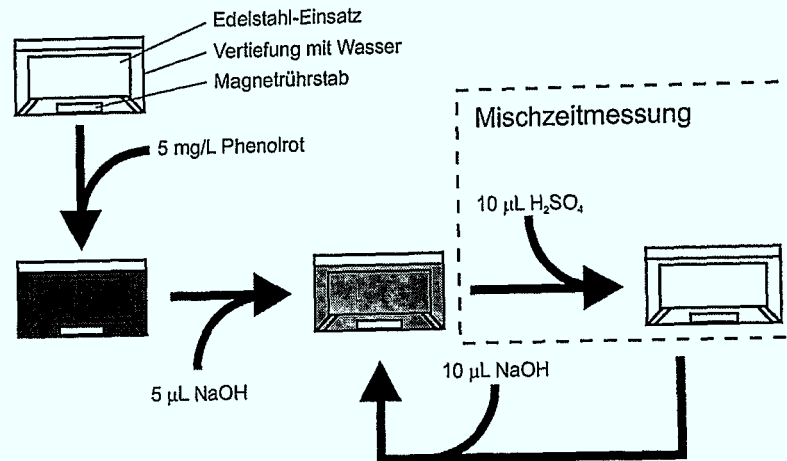 Edelstahl-Einsatz
Vertiefung mit Wasser
Magnetrührstab
5 mg/L Phenolrot
Mischzeitmessung
10 µL H₂SO₄
5 µL NaOH
10 µL NaOH